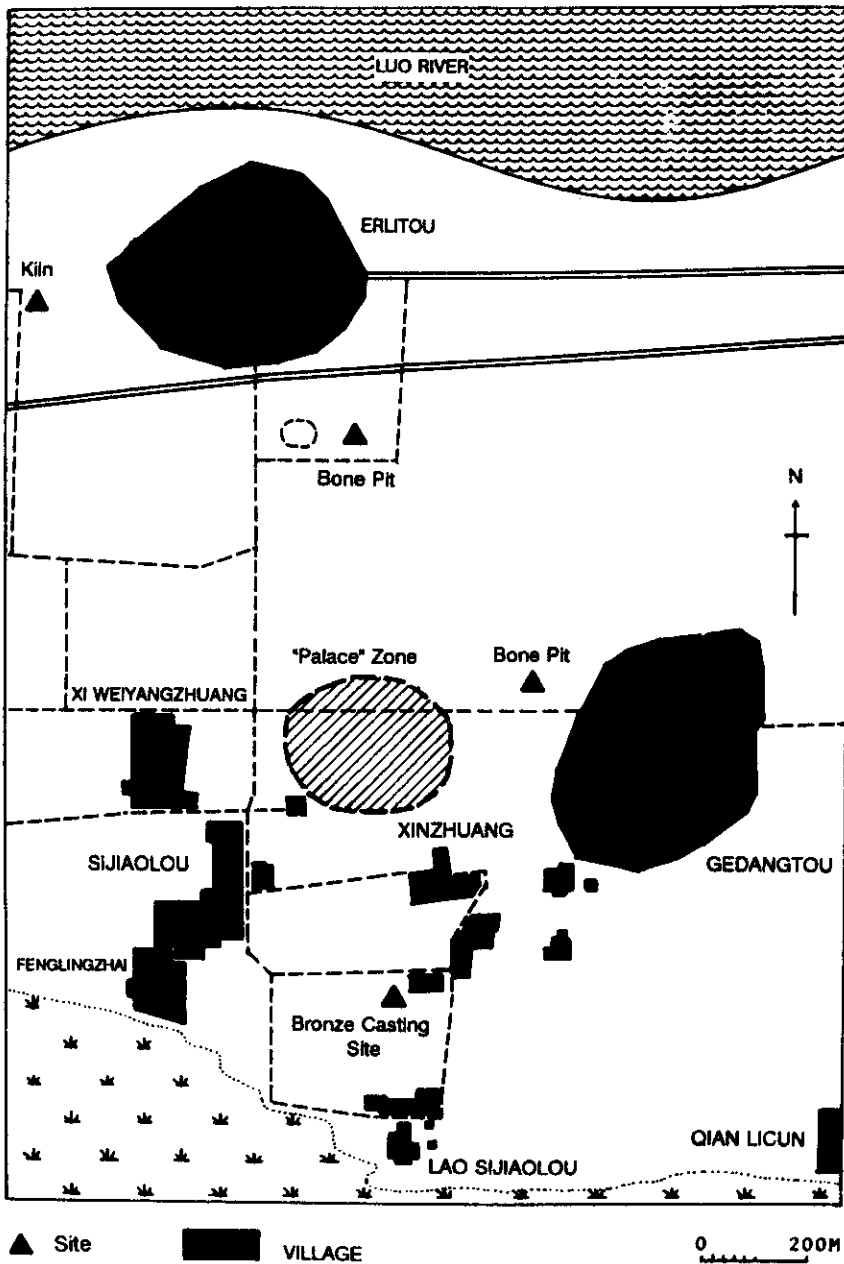 LUO RIVER
ERLITOU
Kiln
Bone Pit
N
"Palace" Zone
Bone Pit
XI WEIYANGZHUANG
XINZHUANG
SIJIAOLOU
GEDANGTOU
FENGLINGZHAI
Bronze Casting
Site
QIAN LICUN
LAO SIJIAOLOU
Site
VILLAGE
0 200M